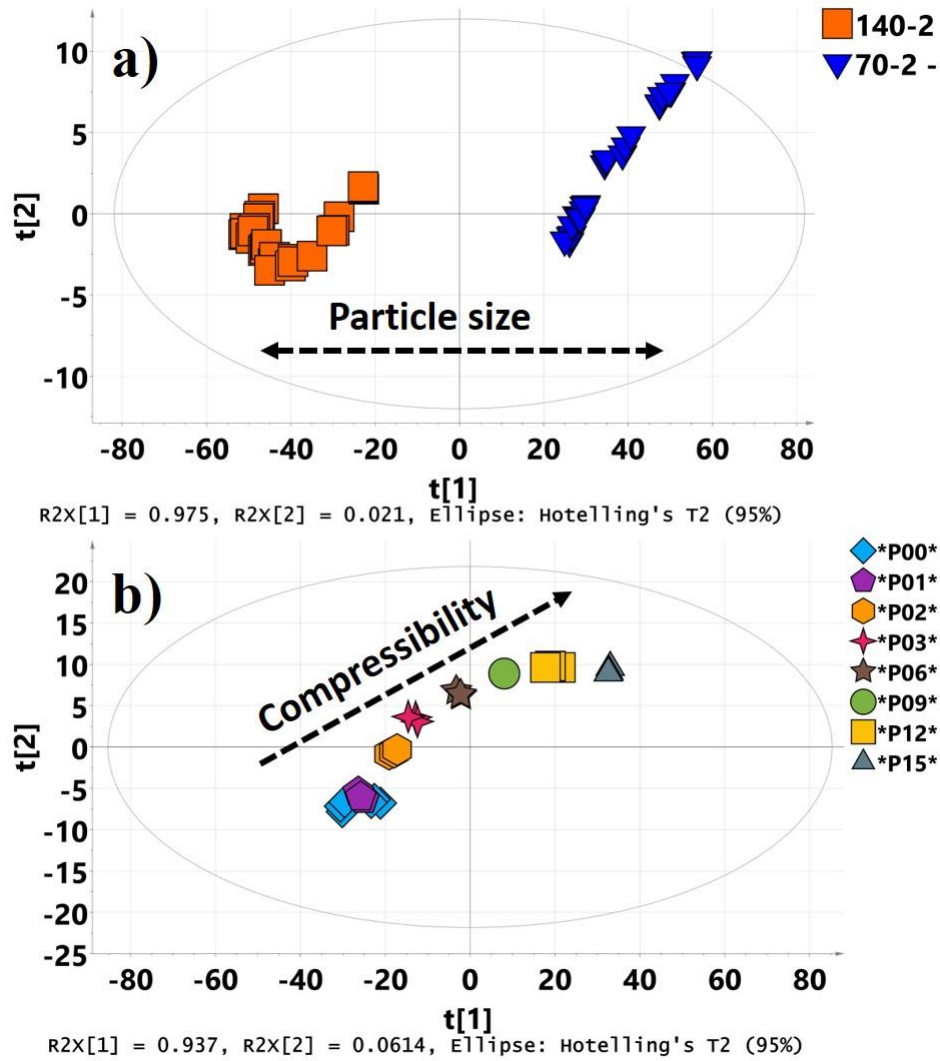 a)
140-2
70-2 -
10
5
0
-5
-10
t[2]
Particle size
-80 -60 -40 -20 0 20 40 60 80
t[1]
R2X[1] = 0.975, R2X[2] = 0.021, Ellipse: Hotelling's T2 (95%)
b)
*P00*
*P01*
*P02*
*P03*
*P06*
*P09*
*P12*
*P15*
Compressibility
20
15
10
5
0
-5
-10
-15
-20
-25
t[2]
-80 -60 -40 -20 0 20 40 60 80
t[1]
R2X[1] = 0.937, R2X[2] = 0.0614, Ellipse: Hotelling's T2 (95%)